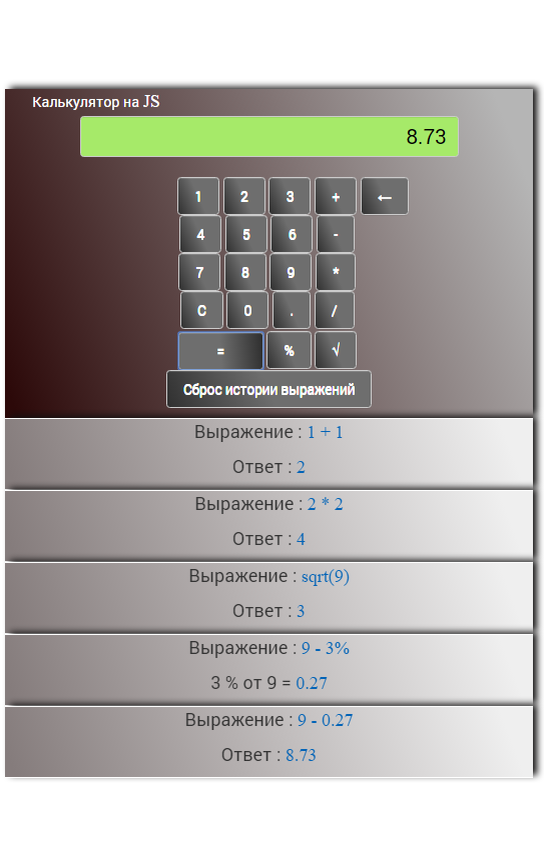 Калькулятор на JS
8.73
1 2 3 + ←
4 5 6 -
7 8 9 *
C 0 . /
= % √
Сброс истории выражений
Выражение : 1 + 1
Ответ : 2
Выражение : 2 * 2
Ответ : 4
Выражение : sqrt(9)
Ответ : 3
Выражение : 9 - 3%
3 % от 9 = 0.27
Выражение : 9 - 0.27
Ответ : 8.73